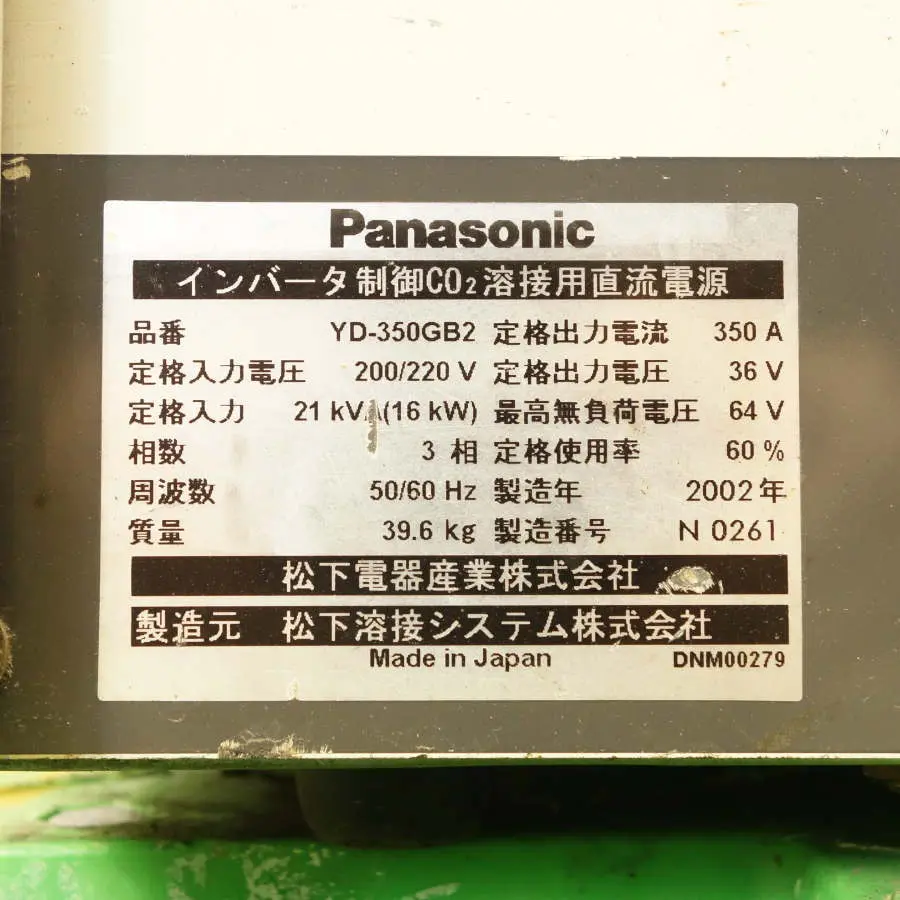 Panasonic
インバータ制御CO₂溶接用直流電源
品番 YD-350GB2 定格出力電流 350 A
定格入力電圧 200/220 V 定格出力電圧 36 V
定格入力 21 kVA(16 kW) 最高無負荷電圧 64 V
相数 3 相 定格使用率 60 %
周波数 50/60 Hz 製造年 2002年
質量 39.6 kg 製造番号 N 0261
松下電器産業株式会社
製造元 松下溶接システム株式会社
Made in Japan DNM00279